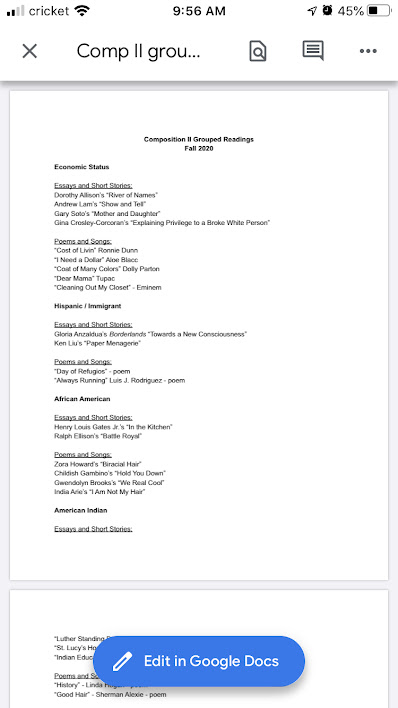 cricket 9:56 AM 45%
Comp II grou...
Composition II Grouped Readings
Fall 2020
Economic Status
Essays and Short Stories:
Dorothy Allison's "River of Names"
Andrew Lam's "Show and Tell"
Gary Soto's "Mother and Daughter"
Gina Crosley-Corcoran's "Explaining Privilege to a Broke White Person"
Poems and Songs:
"Cost of Livin" Ronnie Dunn
"I Need a Dollar" Aloe Blacc
"Coat of Many Colors" Dolly Parton
"Dear Mama" Tupac
"Cleaning Out My Closet" - Eminem
Hispanic / Immigrant
Essays and Short Stories:
Gloria Anzaldua's Borderlands "Towards a New Consciousness"
Ken Liu's "Paper Menagerie"
Poems and Songs:
"Day of Refugios" - poem
"Always Running" Luis J. Rodriguez - poem
African American
Essays and Short Stories:
Henry Louis Gates Jr.'s "In the Kitchen"
Ralph Ellison's "Battle Royal"
Poems and Songs:
Zora Howard's "Biracial Hair"
Childish Gambino's "Hold You Down"
Gwendolyn Brooks's "We Real Cool"
India Arie's "I Am Not My Hair"
American Indian
Essays and Short Stories:
"Luther Standing
"St. Lucy's
"Indian
Edit in Google Docs
Poems and
"History" - Linda
"Good Hair" - Sherman Alexie - poem